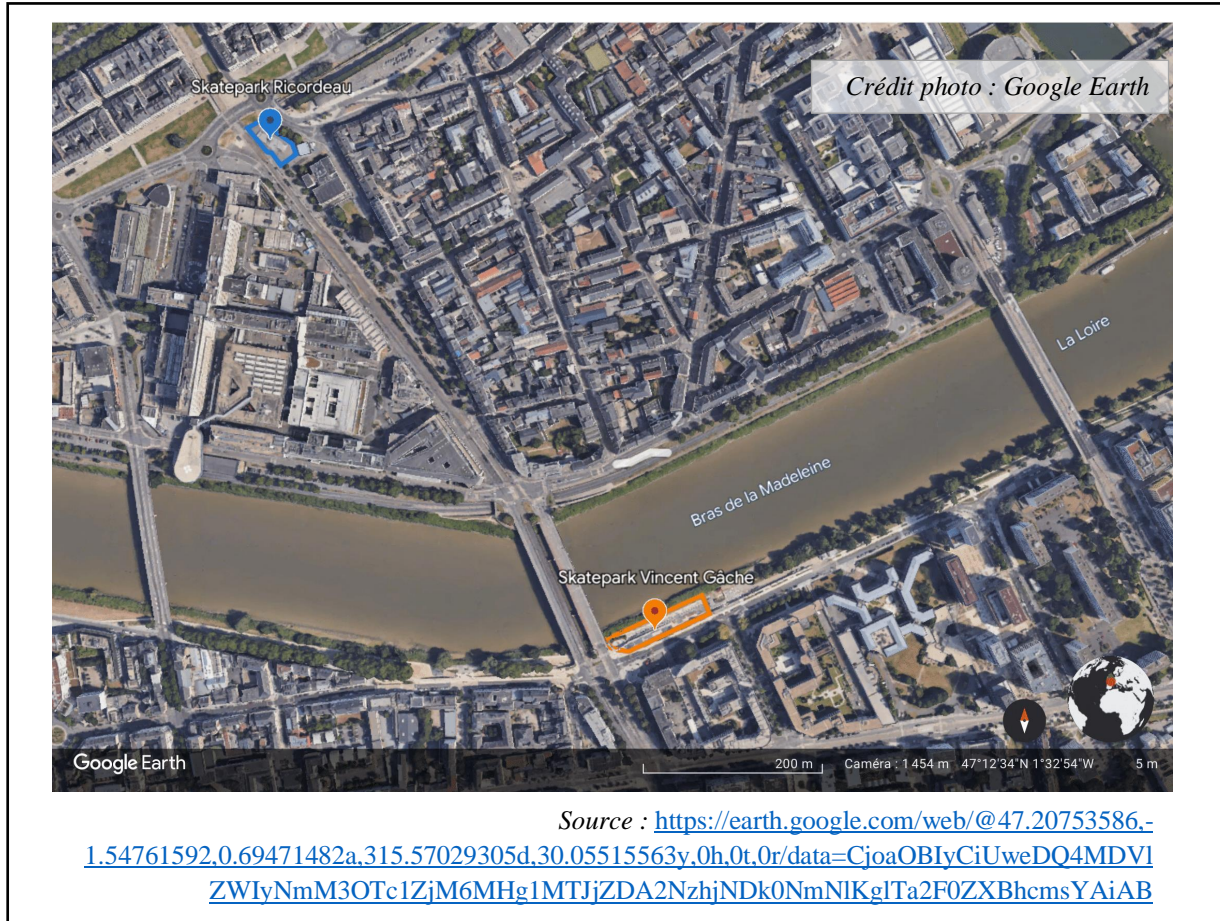 Skatepark Ricordeau
Crédit photo : Google Earth
La Loire
Bras de la Madeleine
Skatepark Vincent Gâche
Google Earth
200 m Caméra : 1 454 m 47°12'34"N 1°32'54"W 5 m
Source : https://earth.google.com/web/@47.20753586,-
1.54761592,0.69471482a,315.57029305d,30.05515563y,0h,0t,0r/data=CjoaOBIyCiUweDQ4MDVl
ZWIyNmM3OTc1ZjM6MHg1MTJjZDA2NzhjNDk0NmNlKglTa2F0ZXBhcmsYAiAB